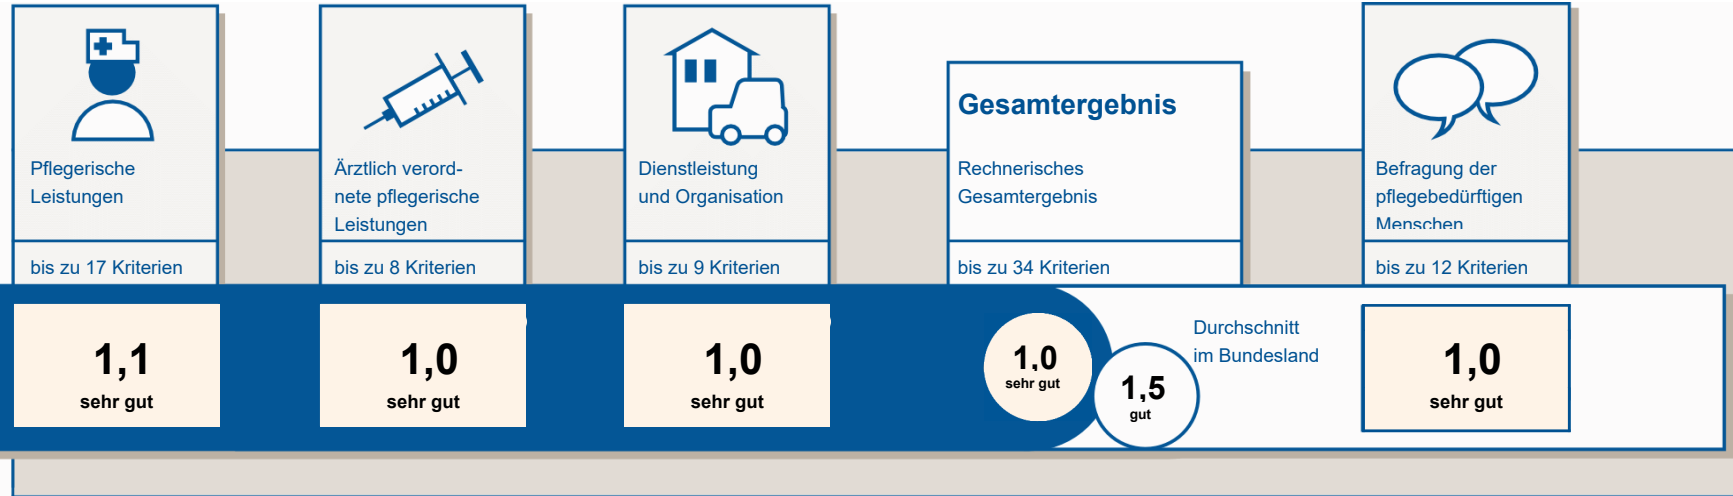 Pflegerische
Leistungen
bis zu 17 Kriterien
1,1
sehr gut
Ärztlich verord-
nete pflegerische
Leistungen
bis zu 8 Kriterien
1,0
sehr gut
Dienstleistung
und Organisation
bis zu 9 Kriterien
1,0
sehr gut
Gesamtergebnis
Rechnerisches
Gesamtergebnis
bis zu 34 Kriterien
1,0
sehr gut
1,5
gut
Durchschnitt
im Bundesland
Befragung der
pflegebedürftigen
Menschen
bis zu 12 Kriterien
1,0
sehr gut